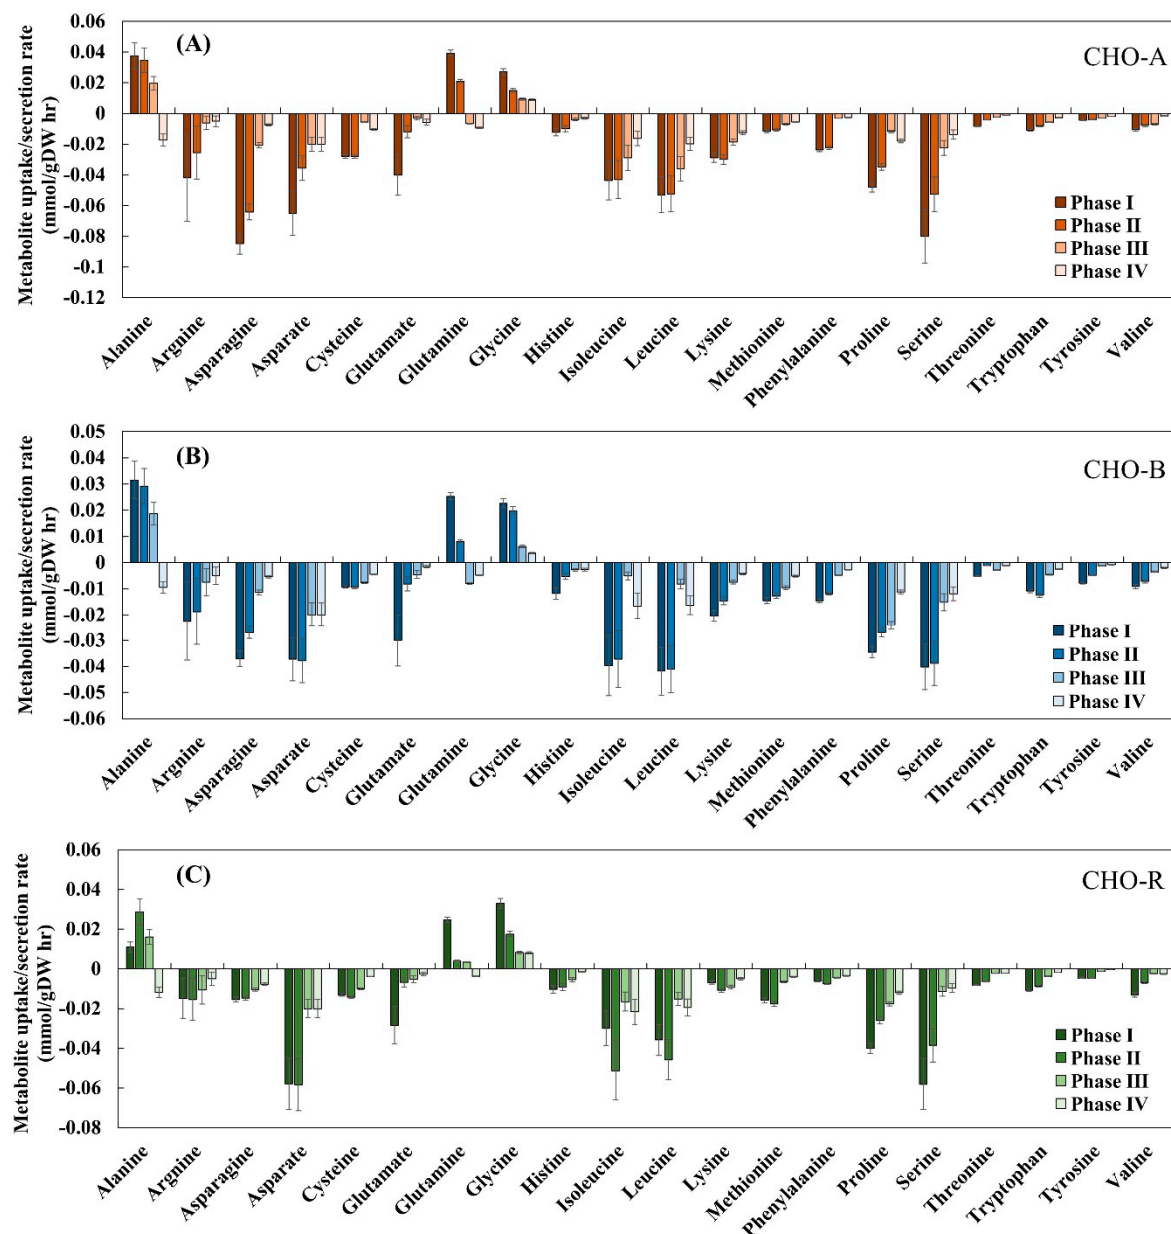 Metabolite uptake/secretion rate
(mmol/gDW hr)
0.06
0.04
0.02
0
-0.02
-0.04
-0.06
-0.08
-0.1
-0.12
(A)
CHO-A
Phase I
Phase II
Phase III
Phase IV
Alanine
Argnine
Asparagine
Asparate
Cysteine
Glutamate
Glutamine
Glycine
Histine
Isoleucine
Leucine
Lysine
Methionine
Phenylalanine
Proline
Serine
Threonine
Tryptophan
Tyrosine
Valine
Metabolite uptake/secretion rate
(mmol/gDW hr)
0.05
0.04
0.03
0.02
0.01
0
-0.01
-0.02
-0.03
-0.04
-0.05
-0.06
(B)
CHO-B
Phase I
Phase II
Phase III
Phase IV
Alanine
Argnine
Asparagine
Asparate
Cysteine
Glutamate
Glutamine
Glycine
Histine
Isoleucine
Leucine
Lysine
Methionine
Phenylalanine
Proline
Serine
Threonine
Tryptophan
Tyrosine
Valine
Metabolite uptake/secretion rate
(mmol/gDW hr)
0.06
0.04
0.02
0
-0.02
-0.04
-0.06
-0.08
(C)
CHO-R
Phase I
Phase II
Phase III
Phase IV
Alanine
Argnine
Asparagine
Asparate
Cysteine
Glutamate
Glutamine
Glycine
Histine
Isoleucine
Leucine
Lysine
Methionine
Phenylalanine
Proline
Serine
Threonine
Tryptophan
Tyrosine
Valine